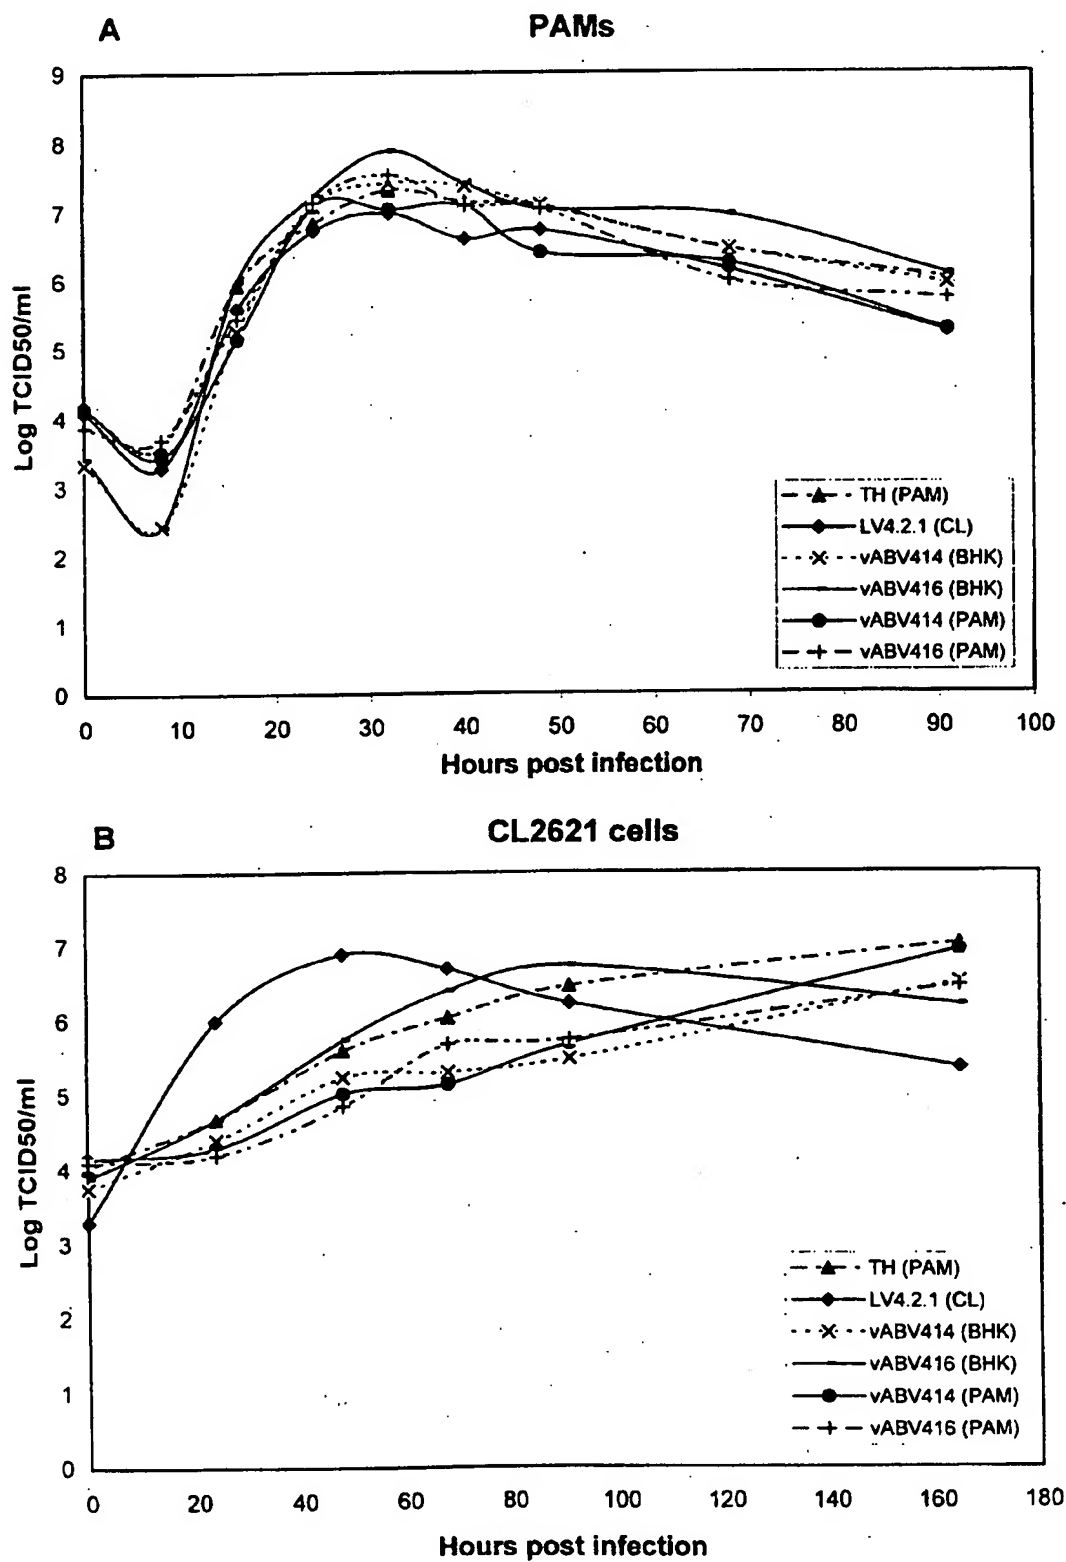 A
PAMs
9
8
7
6
5
4
3
2
1
0
Log TCID50/ml
TH (PAM)
LV4.2.1 (CL)
vABV414 (BHK)
vABV416 (BHK)
vABV414 (PAM)
vABV416 (PAM)
0 10 20 30 40 50 60 70 80 90 100
Hours post infection
B
CL2621 cells
8
7
6
5
4
3
2
1
0
Log TCID50/ml
TH (PAM)
LV4.2.1 (CL)
vABV414 (BHK)
vABV416 (BHK)
vABV414 (PAM)
vABV416 (PAM)
0 20 40 60 80 100 120 140 160 180
Hours post infection